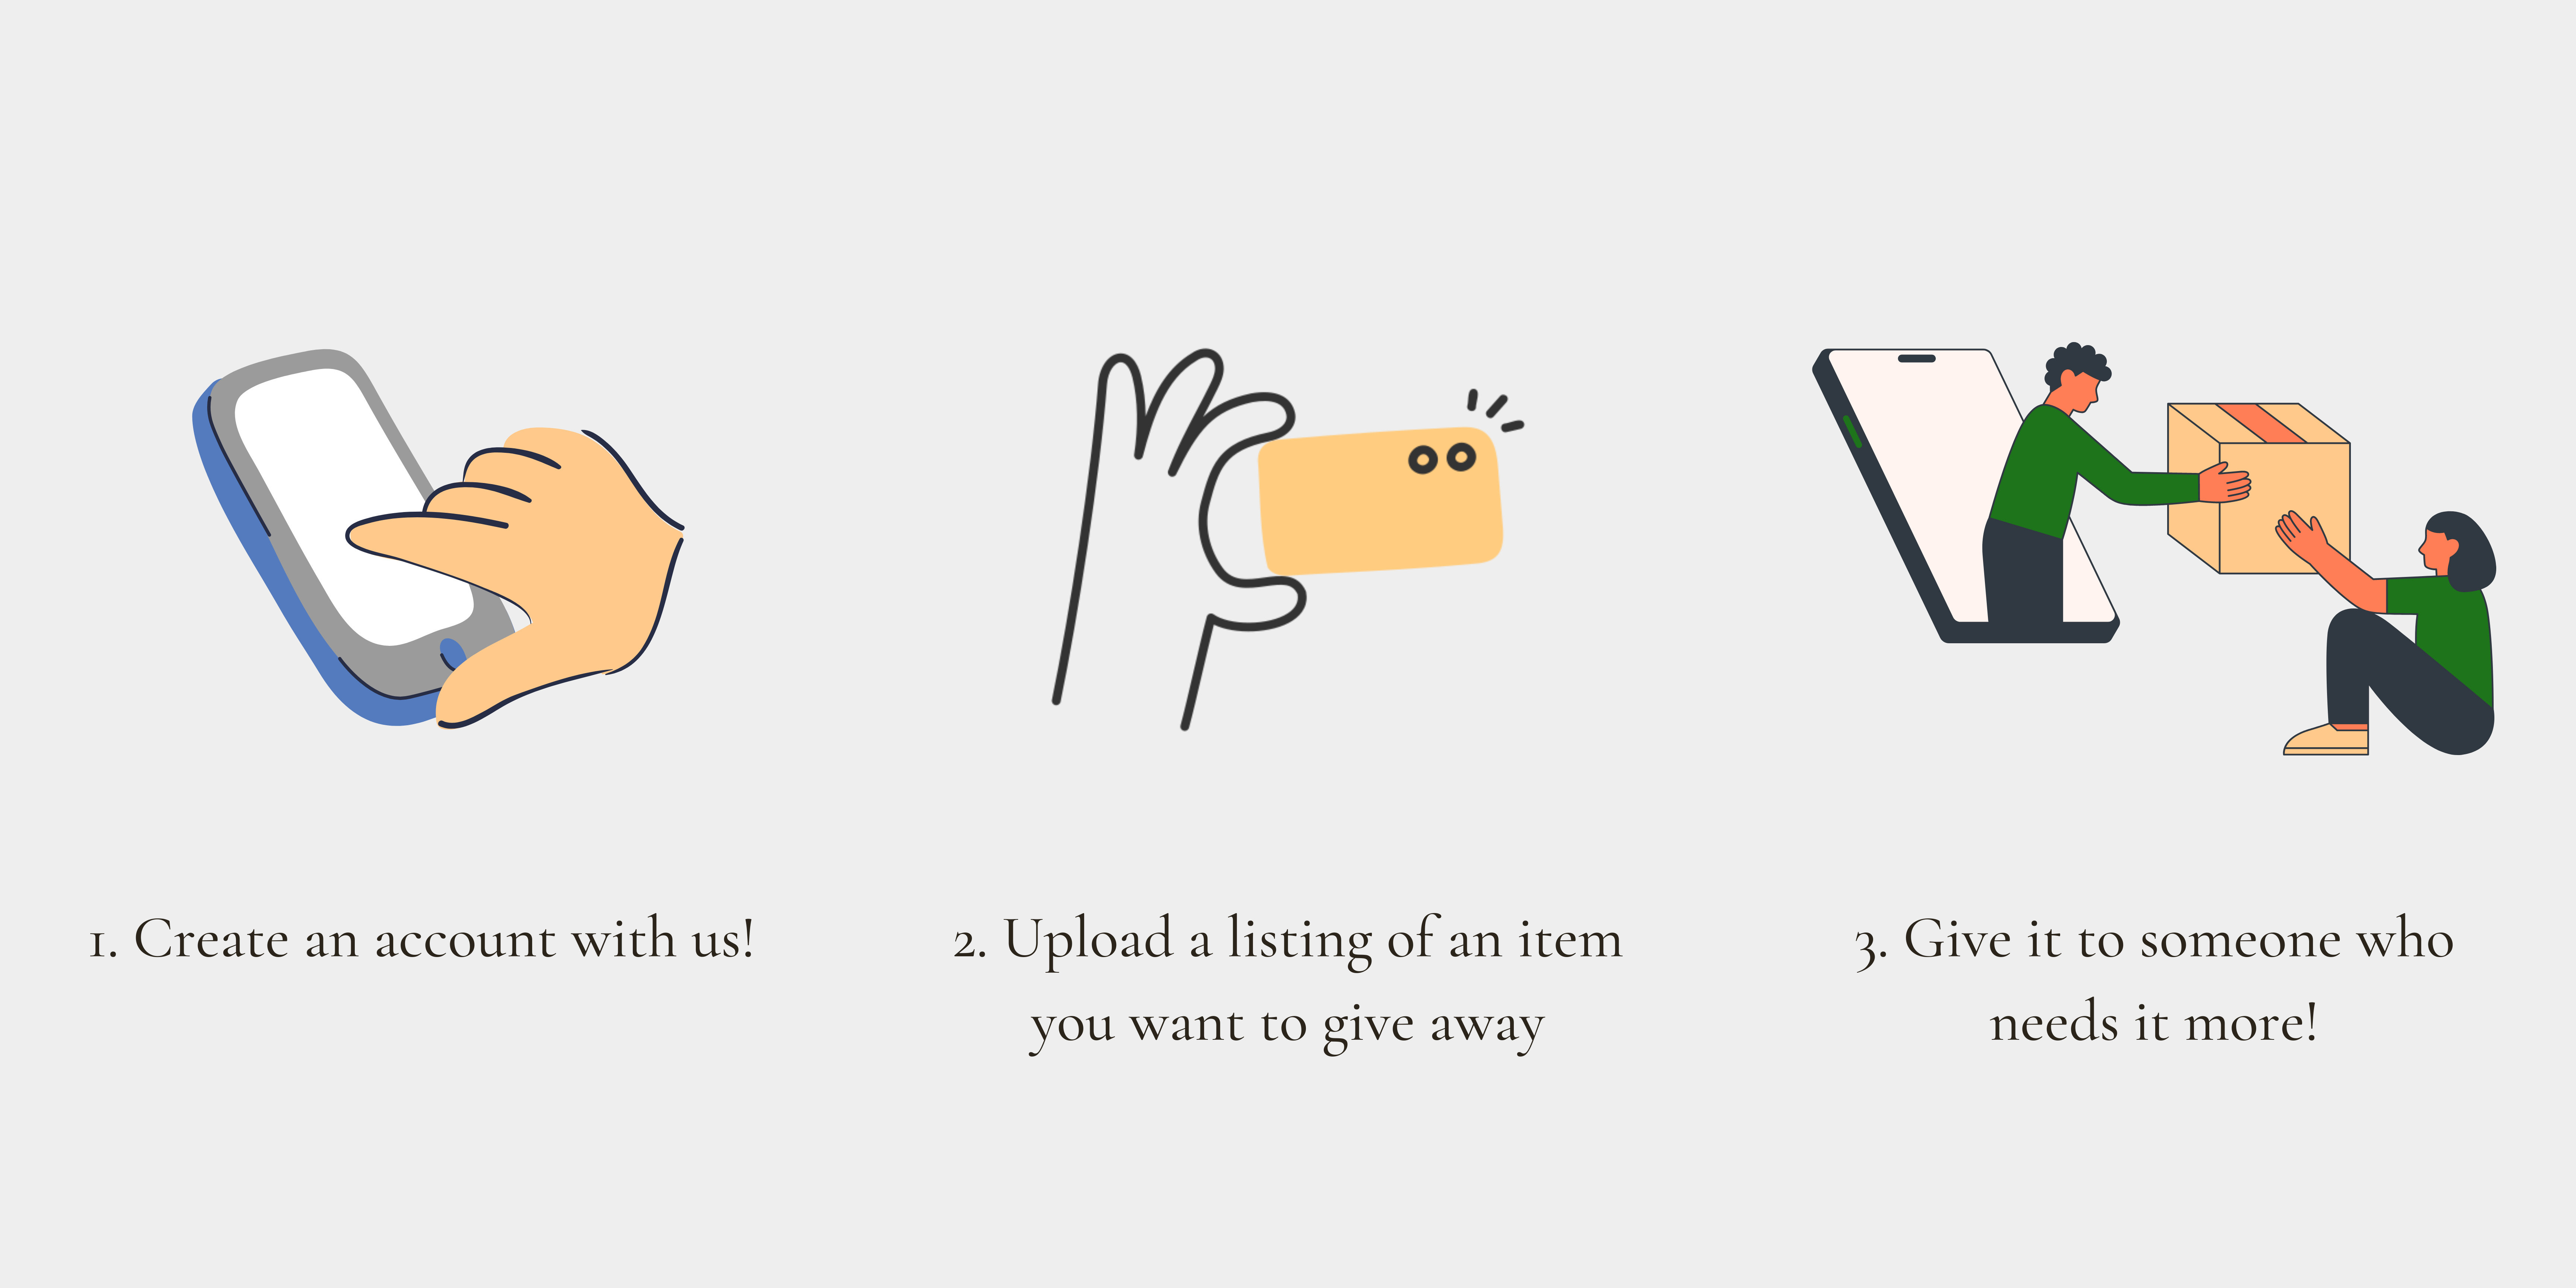 1. Create an account with us!
2. Upload a listing of an item
you want to give away
3. Give it to someone who
needs it more!